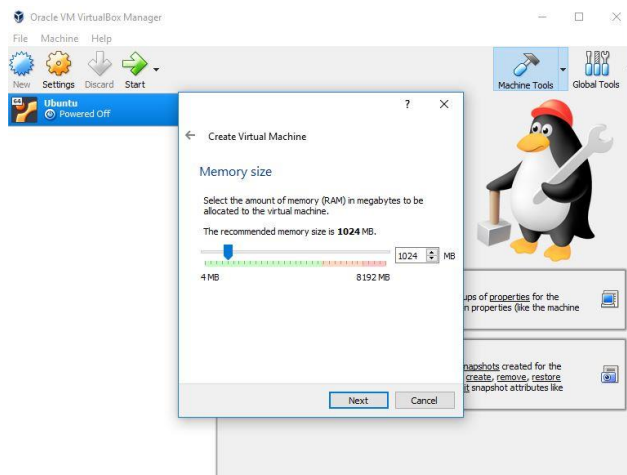 Oracle VM VirtualBox Manager
File Machine Help
New Settings Discard Start
Machine Tools Global Tools
64
Ubuntu
Powered Off
?
Create Virtual Machine
Memory size
Select the amount of memory (RAM) in megabytes to be
allocated to the virtual machine.
The recommended memory size is 1024 MB.
1024 MB
4 MB 8192 MB
Next Cancel
ups of properties for the
n properties (like the machine
napshots created for the
create, remove, restore
it snapshot attributes like